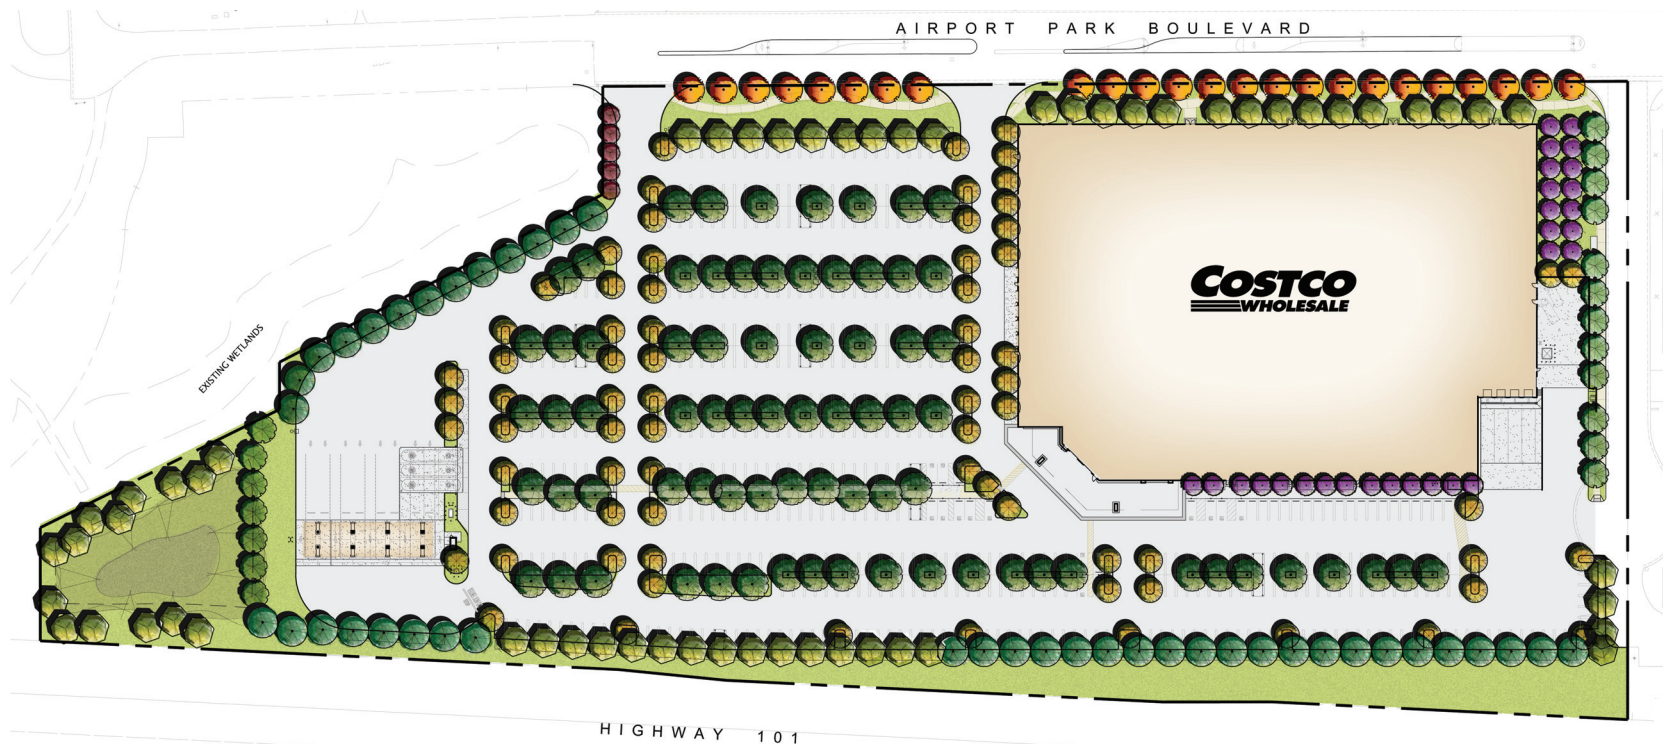 AIRPORT PARK BOULEVARD
COSTCO
WHOLESALE
EXISTING WETLANDS
HIGHWAY 101